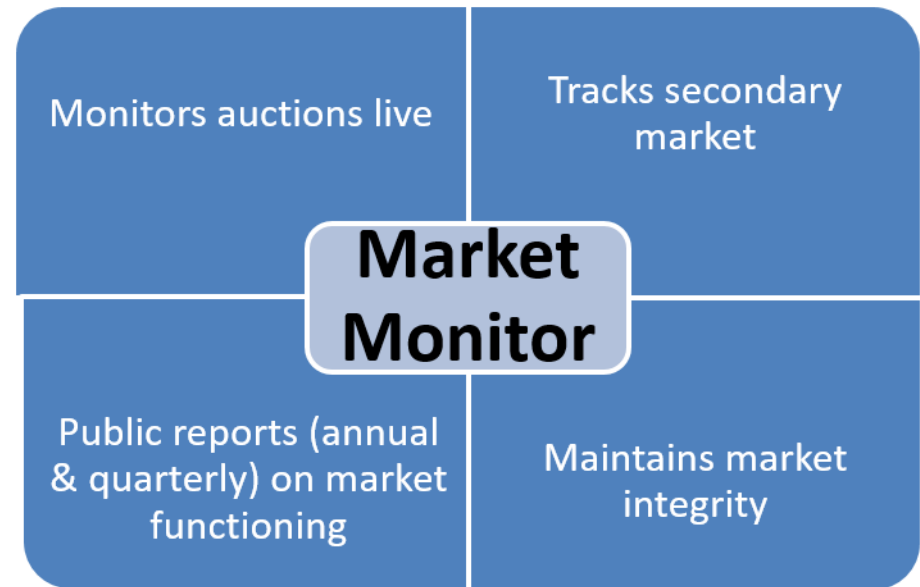 Monitors auctions live
Tracks secondary
market
Market
Monitor
Public reports (annual
& quarterly) on market
functioning
Maintains market
integrity